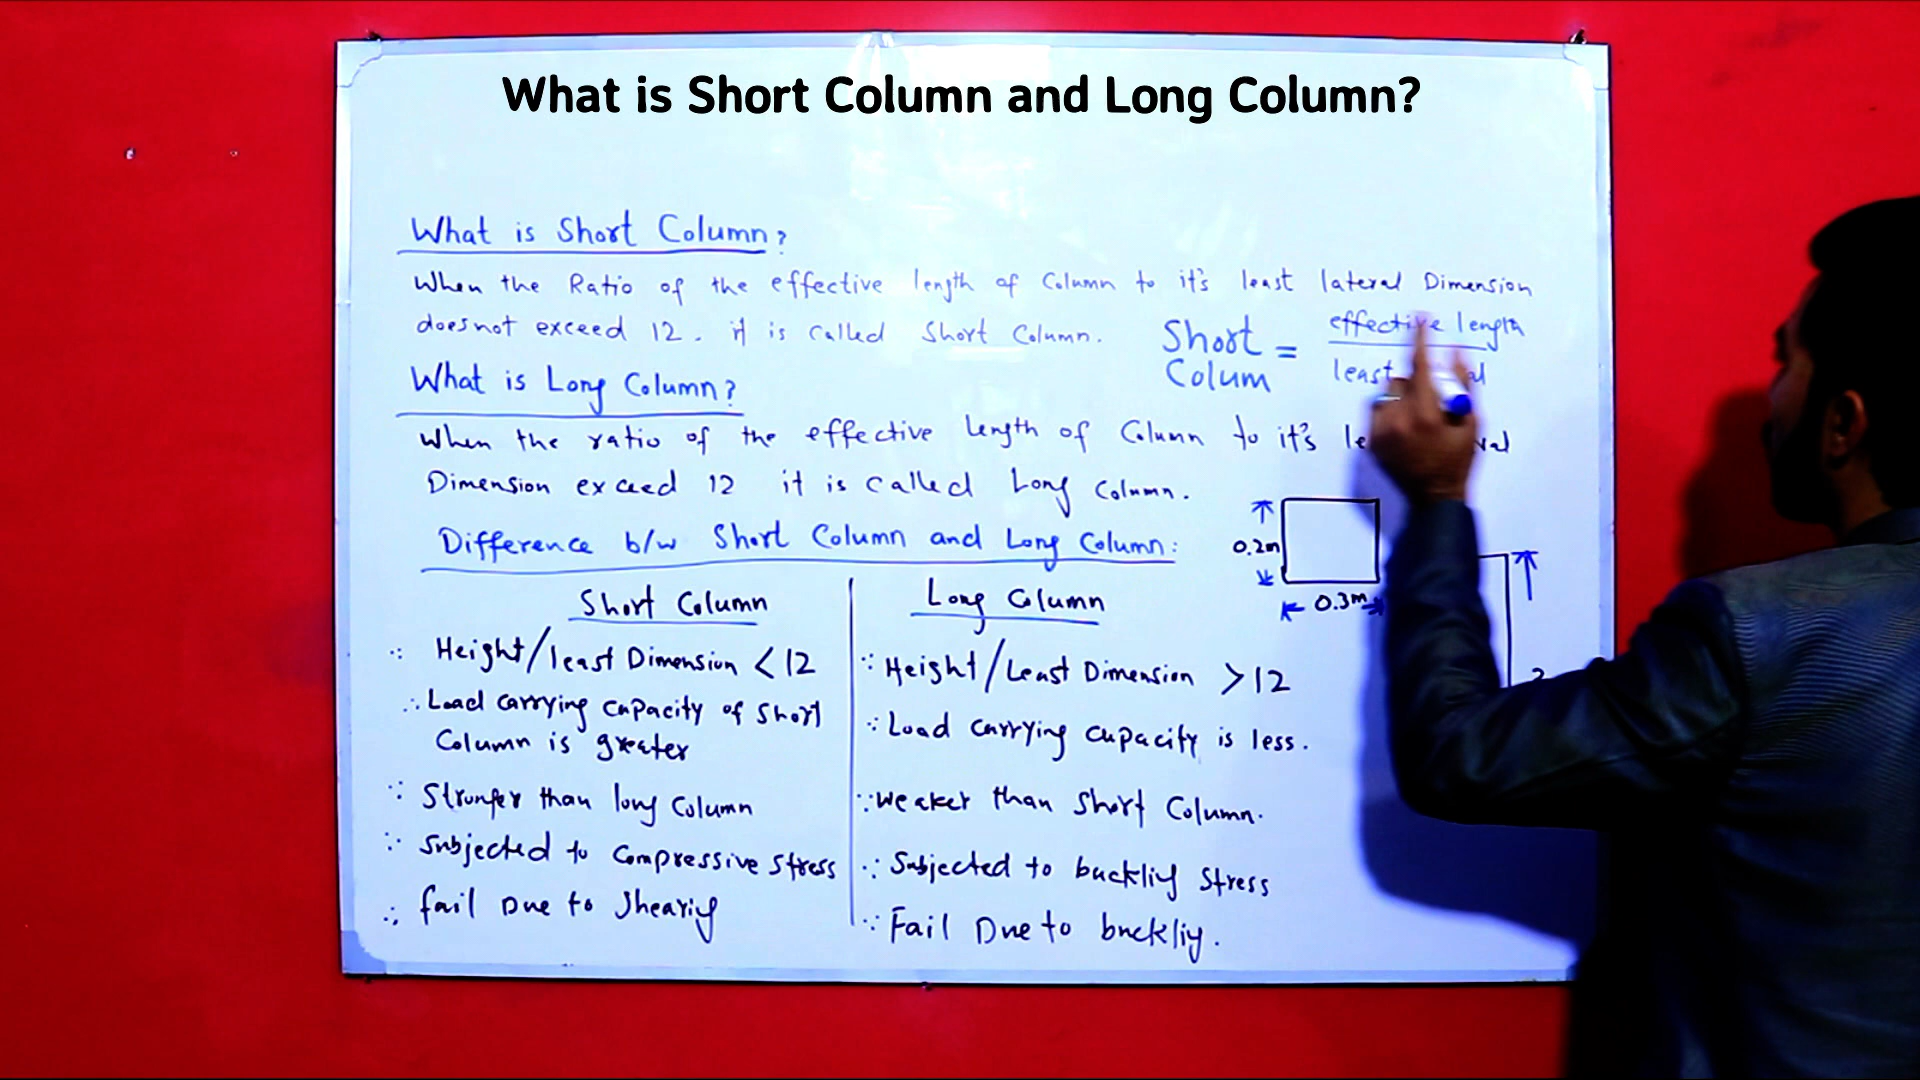 What is Short Column and Long Column?
What is Short Column?
When the Ratio of the effective length of Column to it's least lateral Dimension
does not exceed 12. it is called Short Column.
Short
Colum
=
effective length
least
What is Long Column?
When the ratio of the effective length of Column to it's
Dimension exceed 12 it is called Long Column.
Difference b/w Short Column and Long Column:
0.2m
0.3m
Short Column
∵ Height/least Dimension < 12
∴ Load carrying capacity of Short
Column is greater
∵ Stronger than long Column
∵ Subjected to Compressive Stress
∴ fail Due to Shearing
Long Column
∵ Height/Least Dimension > 12
∵ Load carrying capacity is less.
∵ Weaker than Short Column.
∴ Subjected to buckling Stress
∵ Fail Due to buckling.